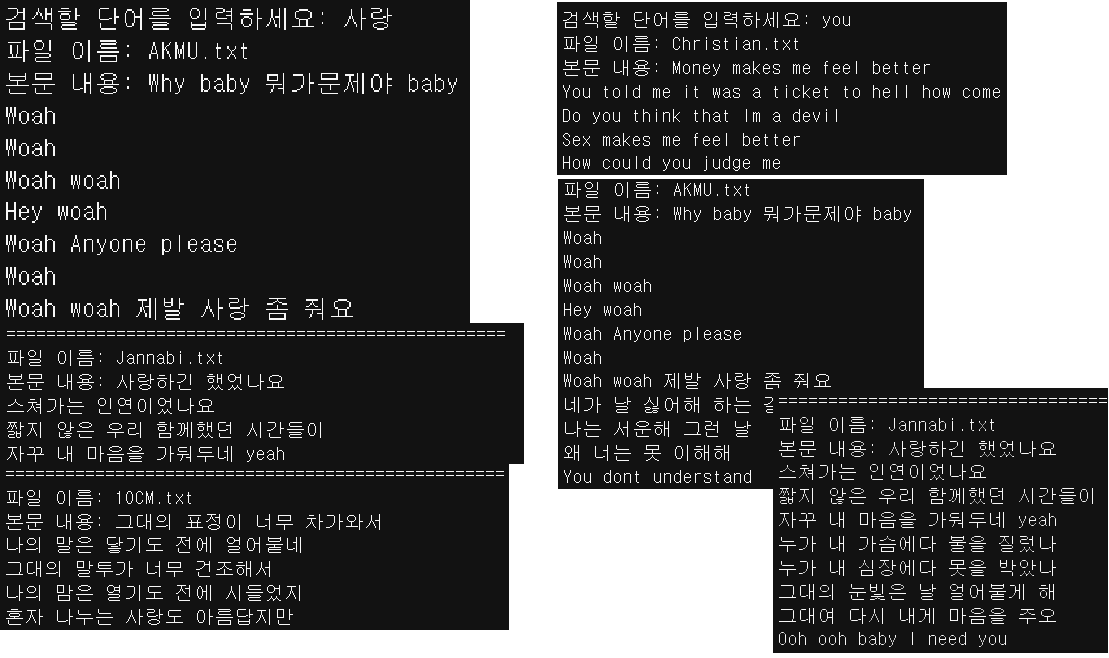 검색할 단어를 입력하세요: 사랑
파일 이름: AKMU.txt
본문 내용: Why baby 뭐가문제야 baby
Woah
Woah
Woah woah
Hey woah
Woah Anyone please
Woah
Woah woah 제발 사랑 좀 줘요
==================================================
파일 이름: Jannabi.txt
본문 내용: 사랑하긴 했었나요
스쳐가는 인연이었나요
짧지 않은 우리 함께했던 시간들이
자꾸 내 마음을 가둬두네 yeah
==================================================
파일 이름: 10CM.txt
본문 내용: 그대의 표정이 너무 차가와서
나의 말은 닿기도 전에 얼어붙네
그대의 말투가 너무 건조해서
나의 맘은 열기도 전에 시들었지
혼자 나누는 사랑도 아름답지만
검색할 단어를 입력하세요: you
파일 이름: Christian.txt
본문 내용: Money makes me feel better
You told me it was a ticket to hell how come
Do you think that Im a devil
Sex makes me feel better
How could you judge me
파일 이름: AKMU.txt
본문 내용: Why baby 뭐가문제야 baby
Woah
Woah
Woah woah
Hey woah
Woah Anyone please
Woah
Woah woah 제발 사랑 좀 줘요
네가 날 싫어해 하는
나는 서운해 그런 날
왜 너는 못 이해해
You dont understand
=================================
파일 이름: Jannabi.txt
본문 내용: 사랑하긴 했었나요
스쳐가는 인연이었나요
짧지 않은 우리 함께했던 시간들이
자꾸 내 마음을 가둬두네 yeah
누가 내 가슴에다 불을 질렀나
누가 내 심장에다 못을 박았나
그대의 눈빛은 날 얼어붙게 해
그대여 다시 내게 마음을 주오
Ooh ooh baby I need you